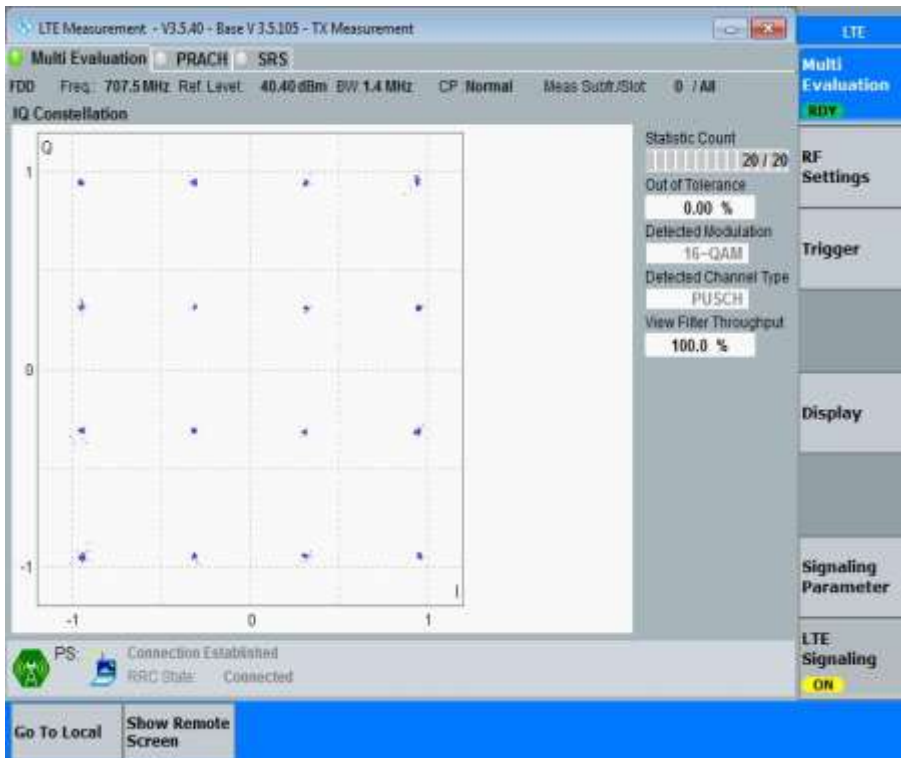 LTE Measurement - V3.5.40 - Base V 3.5.105 - TX Measurement
LTE
Multi Evaluation PRACH SRS
Multi
Evaluation
RDY
FDD Freq.: 707.5 MHz Ref. Level: 40.40 dBm BW: 1.4 MHz CP: Normal Meas Subfr./Slot: 0 / All
IQ Constellation
Q
1
0
-1
-1
0
1
I
Statistic Count
20 / 20
Out of Tolerance
0.00 %
Detected Modulation
16-QAM
Detected Channel Type
PUSCH
View Filter Throughput
100.0 %
RF
Settings
Trigger
Display
Signaling
Parameter
LTE
Signaling
ON
PS: Connection Established
RRC State: Connected
Go To Local
Show Remote
Screen